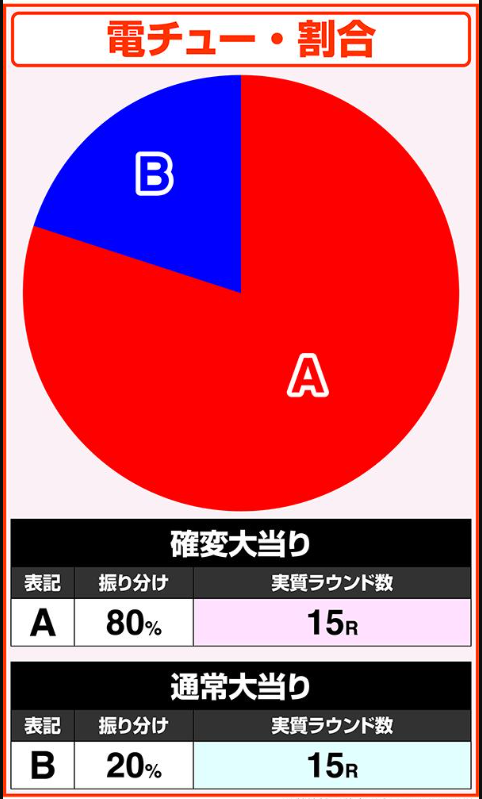 電チュー・割合
B
A
確変大当り
表記 振り分け 実質ラウンド数
A 80% 15R
通常大当り
表記 振り分け 実質ラウンド数
B 20% 15R